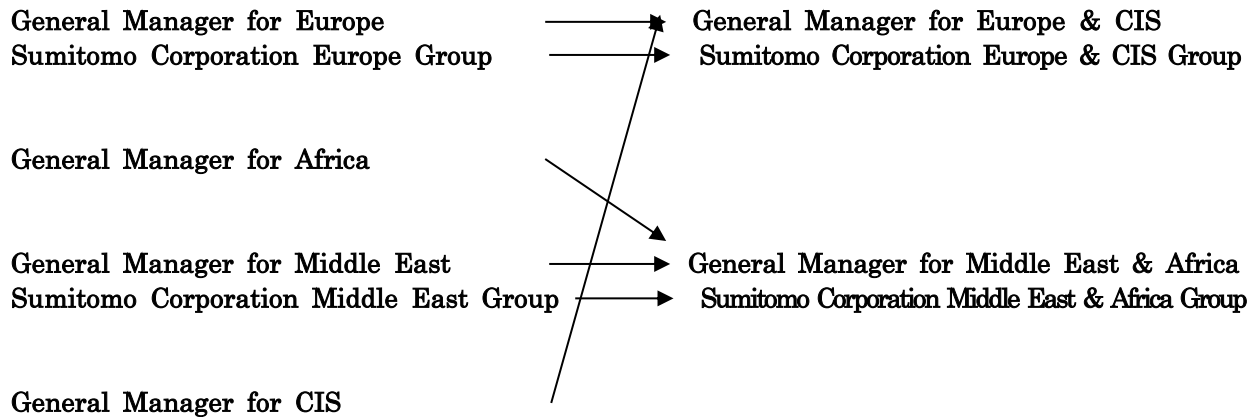 General Manager for Europe
General Manager for Europe & CIS
Sumitomo Corporation Europe Group
Sumitomo Corporation Europe & CIS Group
General Manager for Africa
General Manager for Middle East
General Manager for Middle East & Africa
Sumitomo Corporation Middle East Group
Sumitomo Corporation Middle East & Africa Group
General Manager for CIS